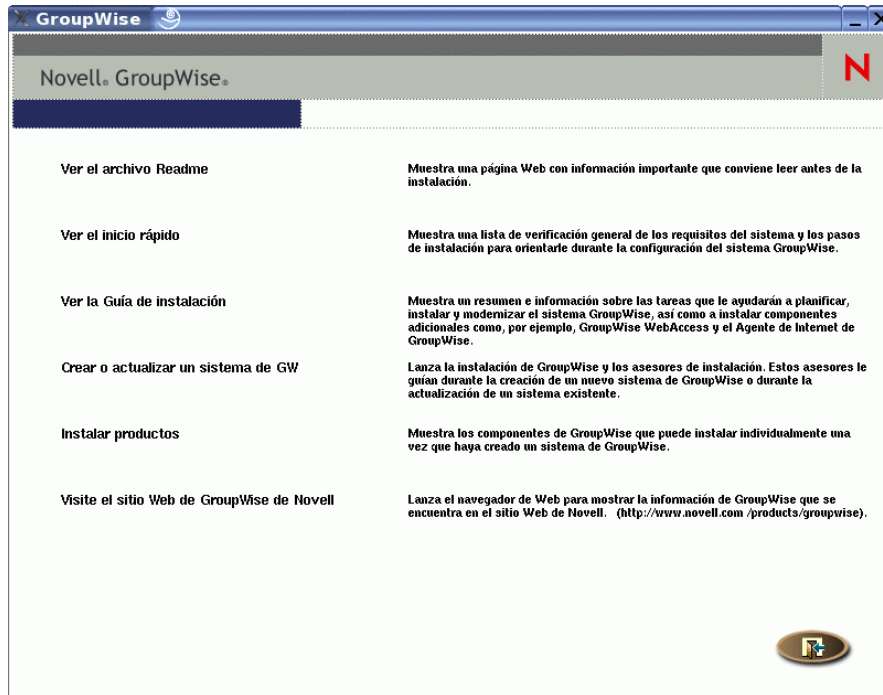 GroupWise
Novell® GroupWise®
N
Ver el archivo Readme
Muestra una página Web con información importante que conviene leer antes de la
instalación.
Ver el inicio rápido
Muestra una lista de verificación general de los requisitos del sistema y los pasos
de instalación para orientarle durante la configuración del sistema GroupWise.
Ver la Guía de instalación
Muestra un resumen e información sobre las tareas que le ayudarán a planificar,
instalar y modernizar el sistema GroupWise, así como a instalar componentes
adicionales como, por ejemplo, GroupWise WebAccess y el Agente de Internet de
GroupWise.
Crear o actualizar un sistema de GW
Lanza la instalación de GroupWise y los asesores de instalación. Estos asesores le
guían durante la creación de un nuevo sistema de GroupWise o durante la
actualización de un sistema existente.
Instalar productos
Muestra los componentes de GroupWise que puede instalar individualmente una
vez que haya creado un sistema de GroupWise.
Visite el sitio Web de GroupWise de Novell
Lanza el navegador de Web para mostrar la información de GroupWise que se
encuentra en el sitio Web de Novell. (http://www.novell.com /products/groupwise).